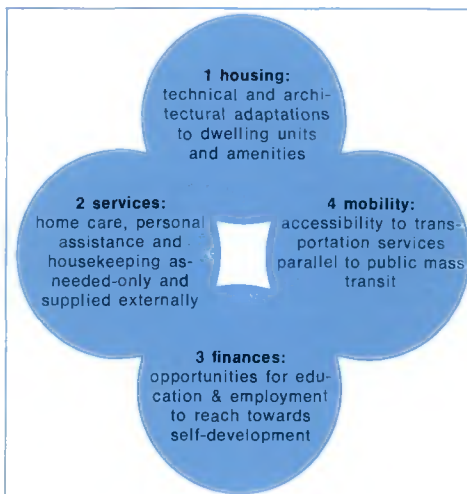 1 housing:
technical and archi-
tectural adaptations
to dwelling units
and amenities
2 services:
home care, personal
assistance and
housekeeping as-
needed-only and
supplied externally
4 mobility:
accessibility to trans-
portation services
parallel to public mass
transit
3 finances:
opportunities for edu-
cation & employment
to reach towards
self-development